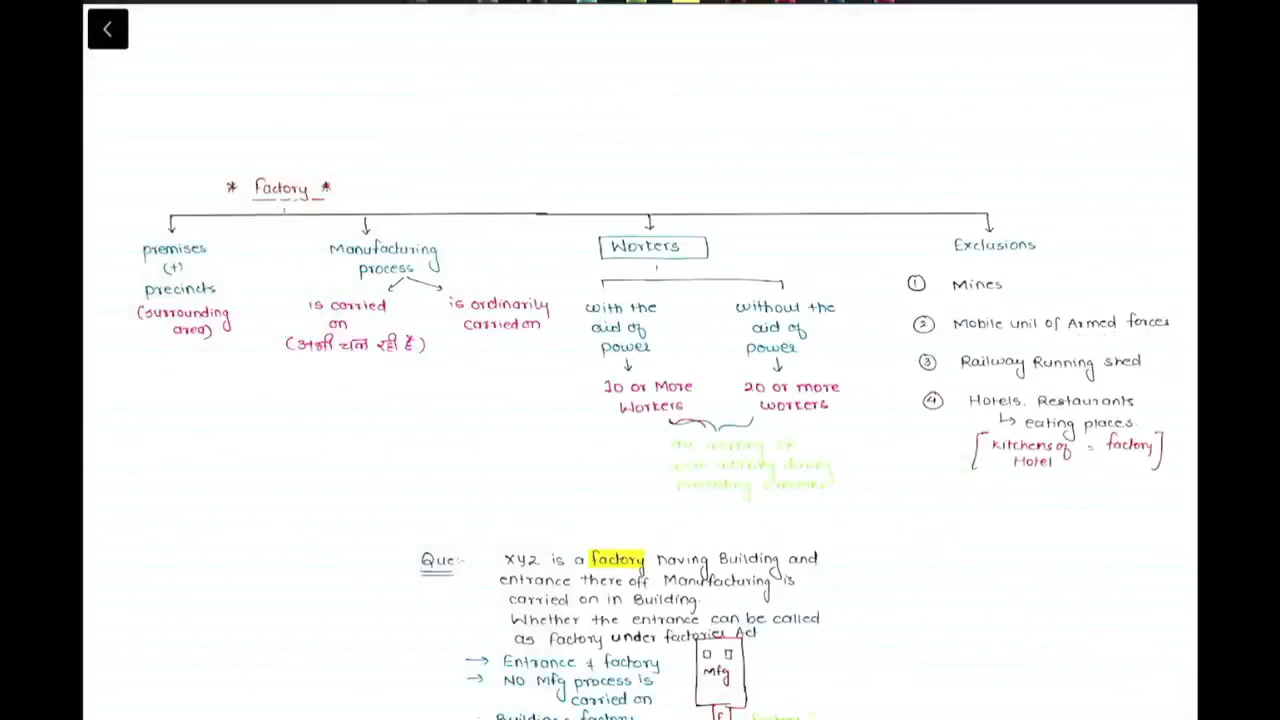 * Factory *
premises
(+)
precincts
(surrounding
area)
Manufacturing
process
is carried
on
(अभी चल रही है)
is ordinarily
carried on
Workers
with the
aid of
power
10 or More
Workers
without the
aid of
power
20 or more
workers
preceding
Exclusions
① Mines
② Mobile unil of Armed forces
③ Railway Running shed
④ Hotels. Restaurants
↳ eating places.
[kitchens of = factory]
Hotel
Que:- xyz is a factory having Building and
entrance there off Manufacturing is
carried on in Building.
Whether the entrance can be called
as factory under factories Act
→ Entrance ≠ factory
→ NO Mfg process is
carried on
Mfg
Building = factory